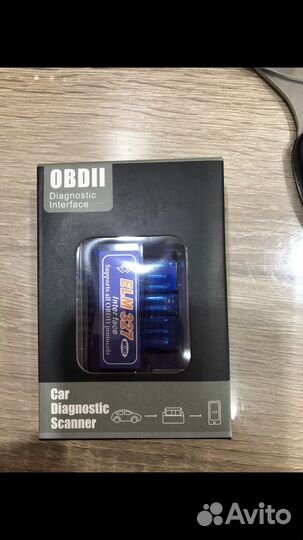 OBDII
Diagnostic
Interface
ELM 327
Interface
Supports all OBDII protocols
Car
Diagnostic
Scanner
Avito